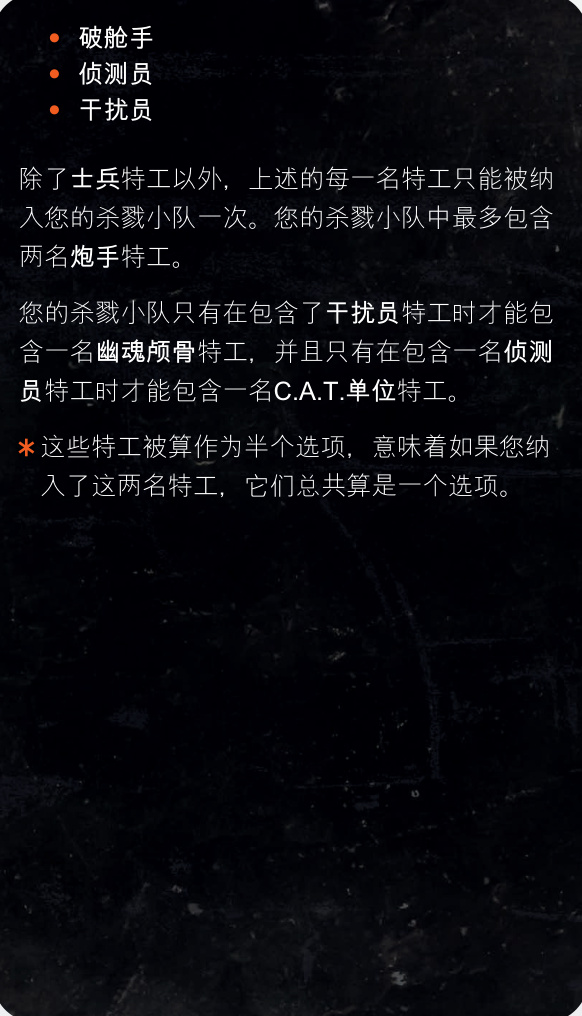 • 破舱手
• 侦测员
• 干扰员
除了士兵特工以外，上述的每一名特工只能被纳
入您的杀戮小队一次。您的杀戮小队中最多包含
两名炮手特工。
您的杀戮小队只有在包含了干扰员特工时才能包
含一名幽魂颅骨特工，并且只有在包含一名侦测
员特工时才能包含一名C.A.T.单位特工。
* 这些特工被算作为半个选项，意味着如果您纳
入了这两名特工，它们总共算是一个选项。